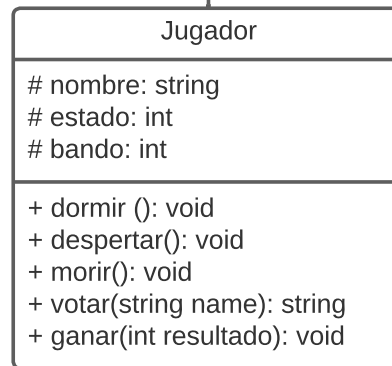 Jugador
# nombre: string
# estado: int
# bando: int
+ dormir (): void
+ despertar(): void
+ morir(): void
+ votar(string name): string
+ ganar(int resultado): void